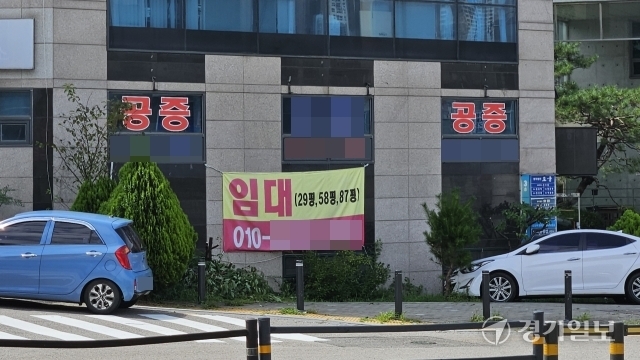 공증
공증
임대 (29평,58평,87평)
010-
경기일보